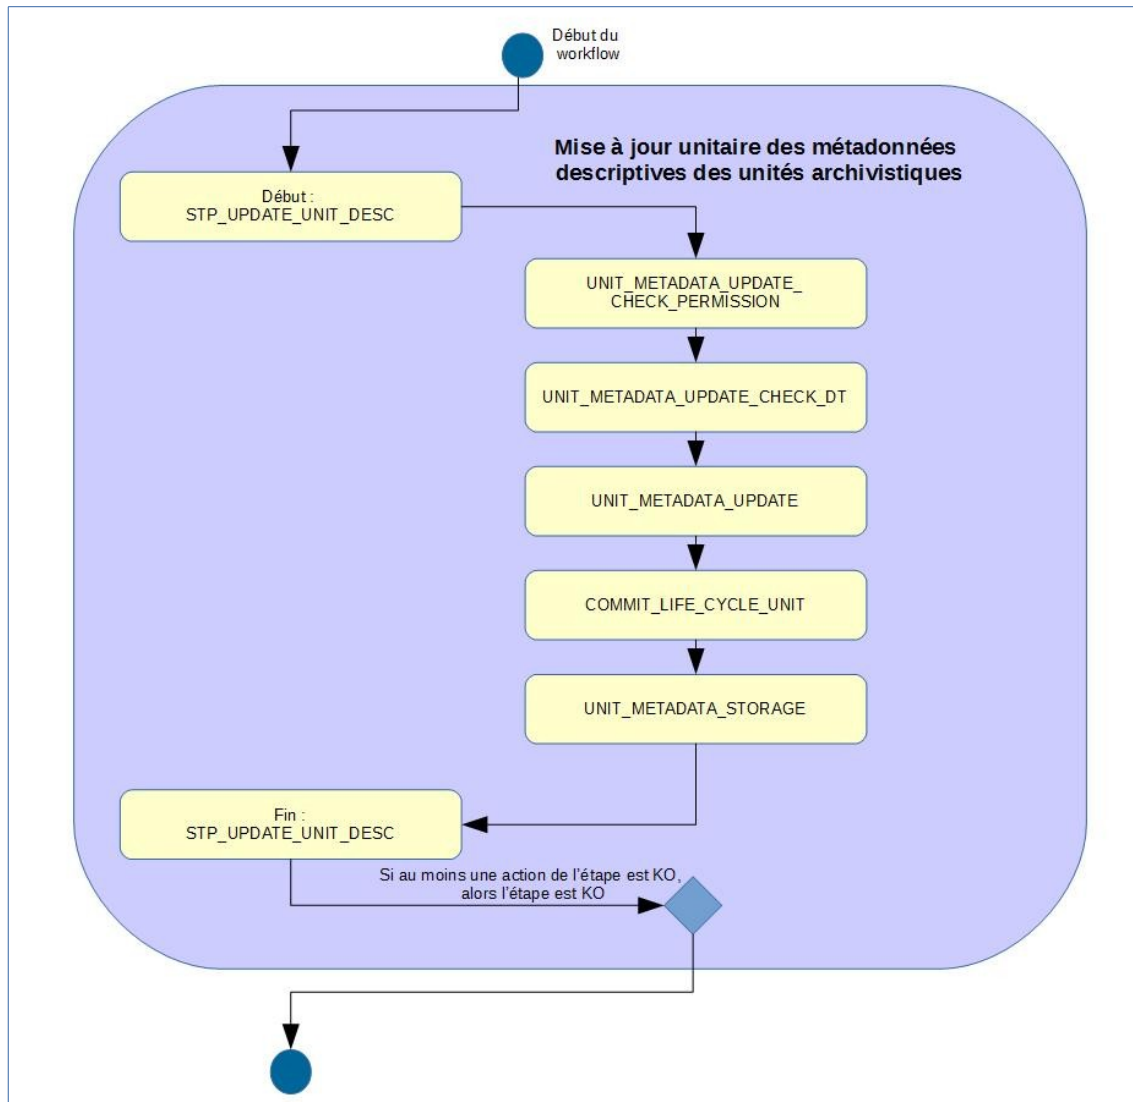 Début du
workflow
Mise à jour unitaire des métadonnées
descriptives des unités archivistiques
Début :
STP_UPDATE_UNIT_DESC
UNIT_METADATA_UPDATE_
CHECK_PERMISSION
UNIT_METADATA_UPDATE_CHECK_DT
UNIT_METADATA_UPDATE
COMMIT_LIFE_CYCLE_UNIT
UNIT_METADATA_STORAGE
Fin :
STP_UPDATE_UNIT_DESC
Si au moins une action de l'étape est KO,
alors l'étape est KO